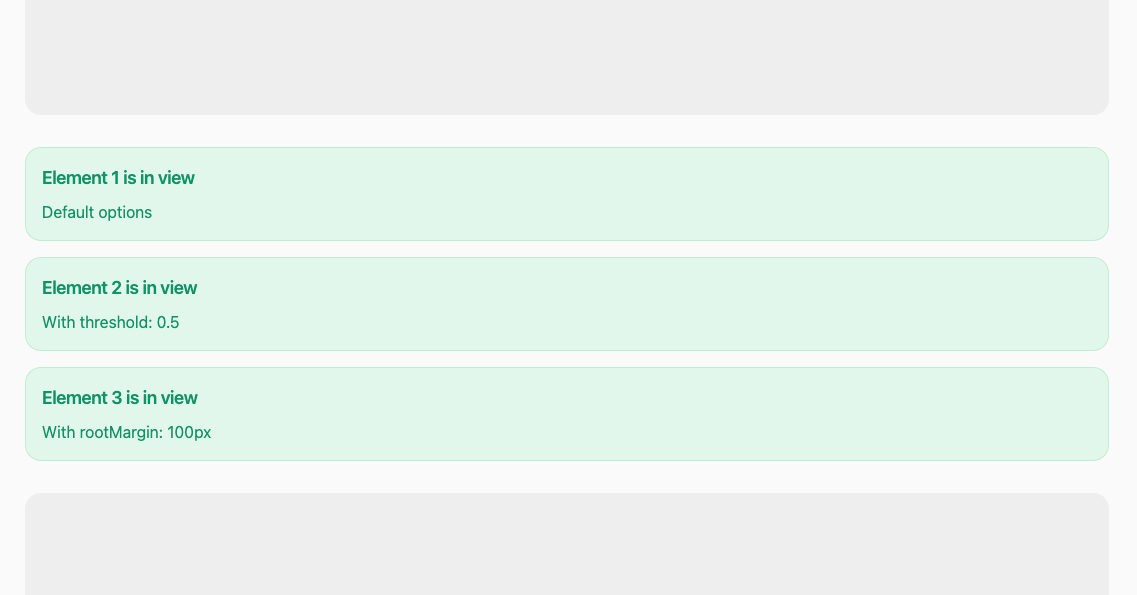 Element 1 is in view
Default options
Element 2 is in view
With threshold: 0.5
Element 3 is in view
With rootMargin: 100px